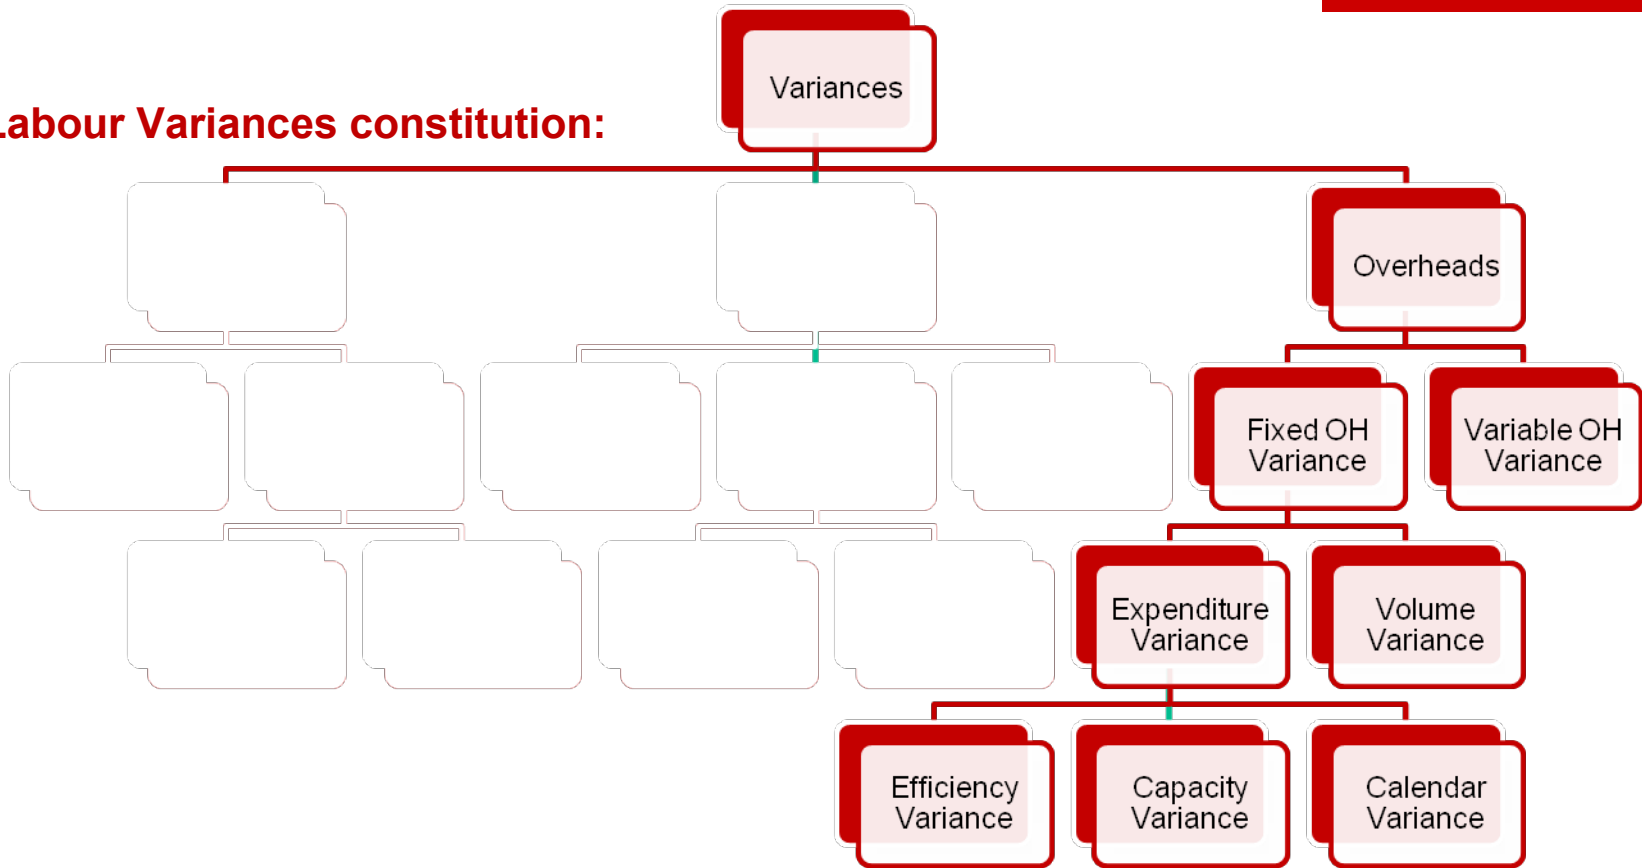 Variances
Labour Variances constitution:
Overheads
Fixed OH
Variance
Variable OH
Variance
Expenditure
Variance
Volume
Variance
Efficiency
Variance
Capacity
Variance
Calendar
Variance